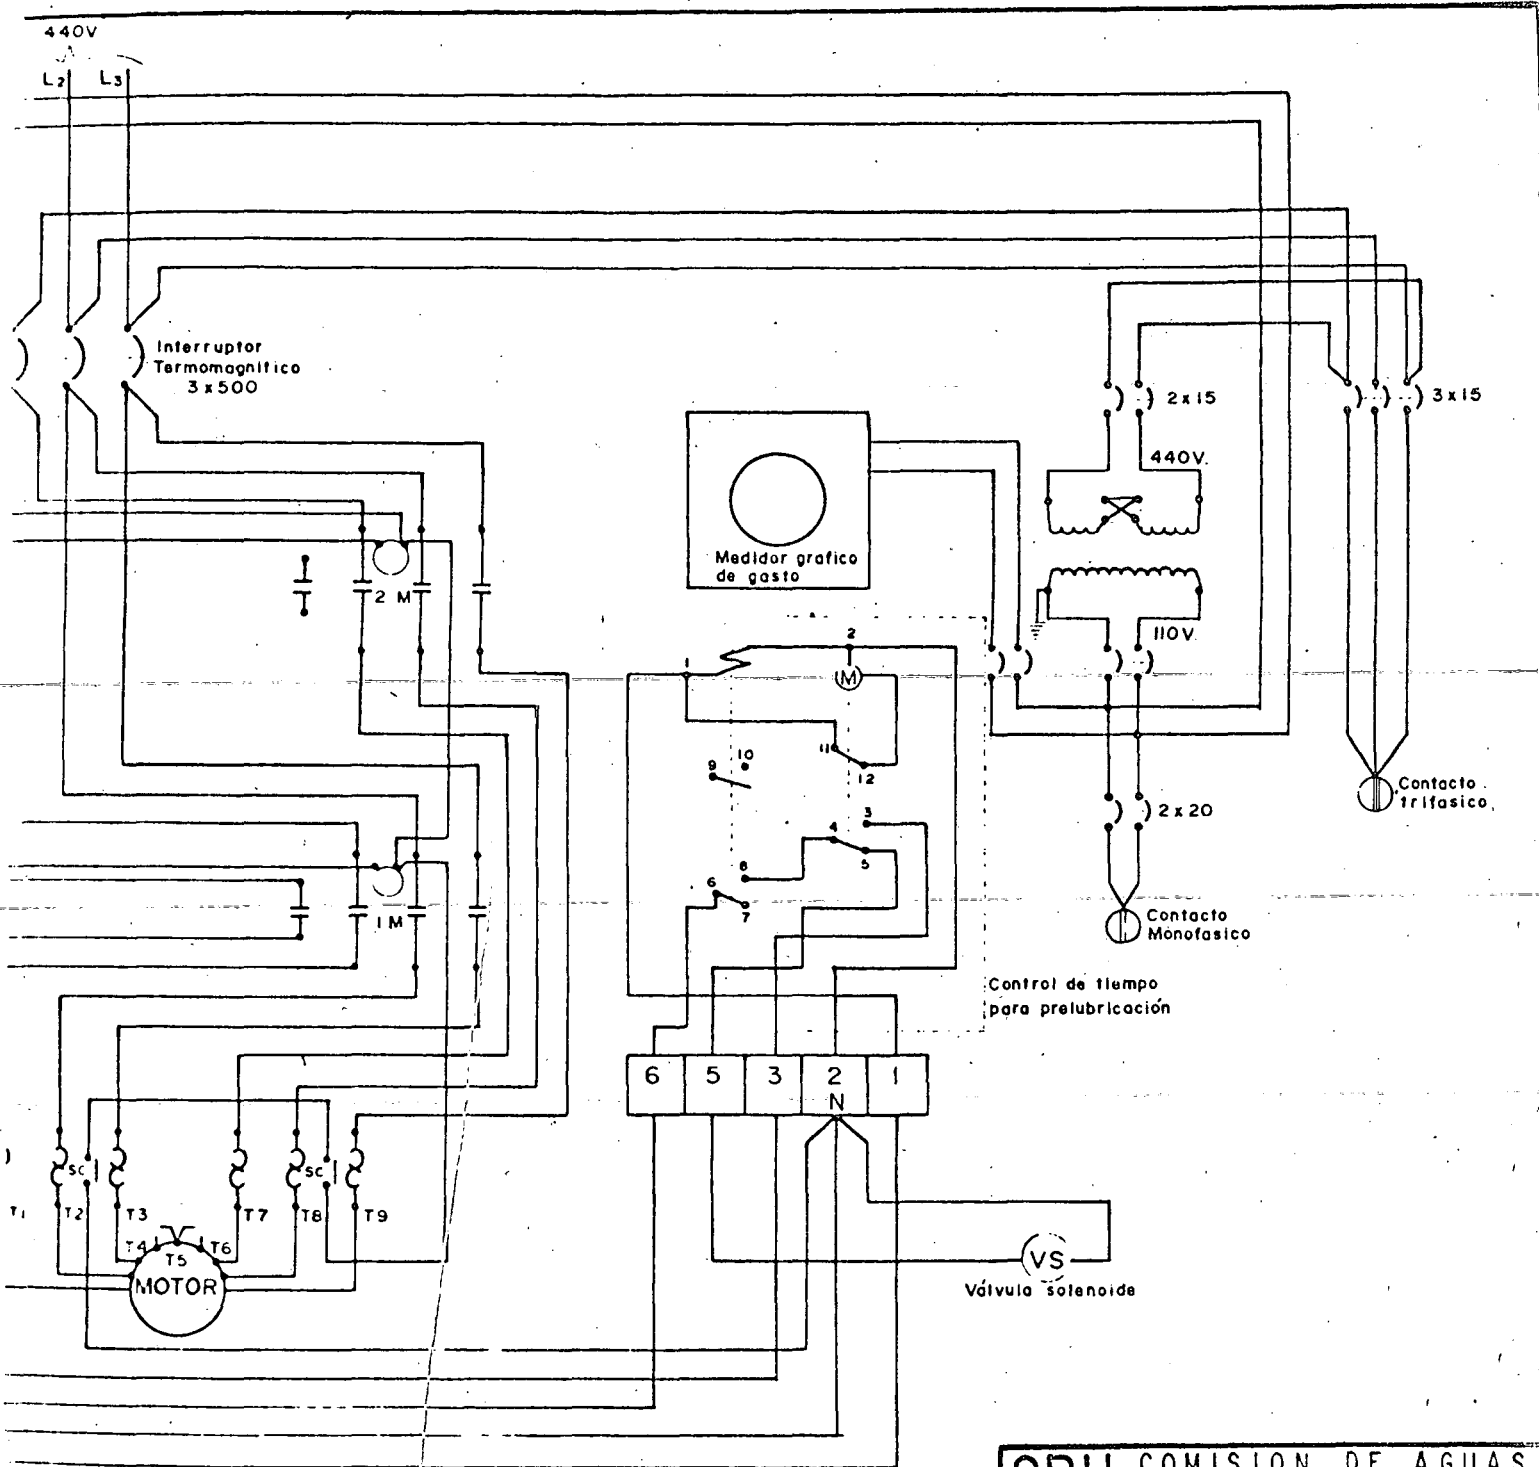 440V
L2 L3
Interruptor
Termomagnítico
3x500
2x15
3x15
440V.
Medidor grafico
de gasto
2 M
110V.
1
2
M
11
12
9
10
3
4
5
8
6
7
2x20
Contacto
trifasico
Contacto
Monofasico
1M
Control de tiempo
para prelubricación
6 5 3 2 1
N
SC SC
T1 T2 T3 T7 T8 T9
T4 T5 T6
MOTOR
VS
Válvula solenoide
COMISION DE AGUAS